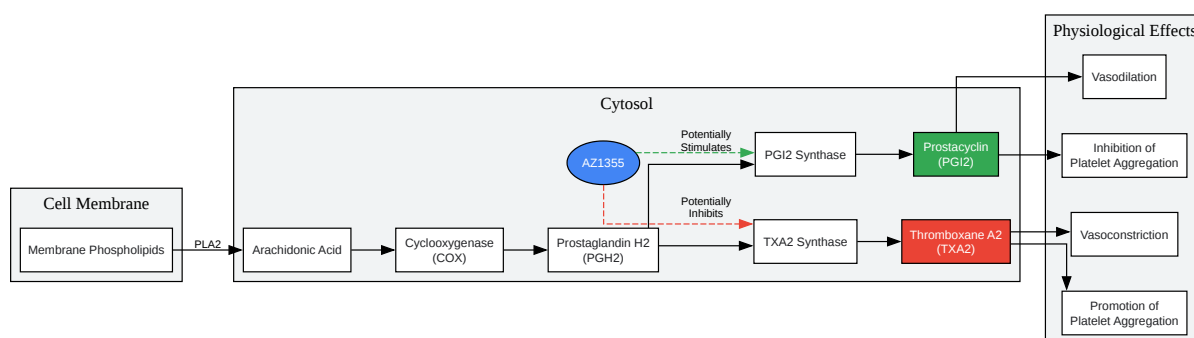 Physiological Effects
Vasodilation
Cytosol
Potentially
Stimulates
AZ1355
PGI2 Synthase
Prostacyclin
(PGI2)
Inhibition of
Platelet Aggregation
Cell Membrane
Membrane Phospholipids
PLA2
Arachidonic Acid
Cyclooxygenase
(COX)
Prostaglandin H2
(PGH2)
Potentially
Inhibits
TXA2 Synthase
Thromboxane A2
(TXA2)
Vasoconstriction
Promotion of
Platelet Aggregation